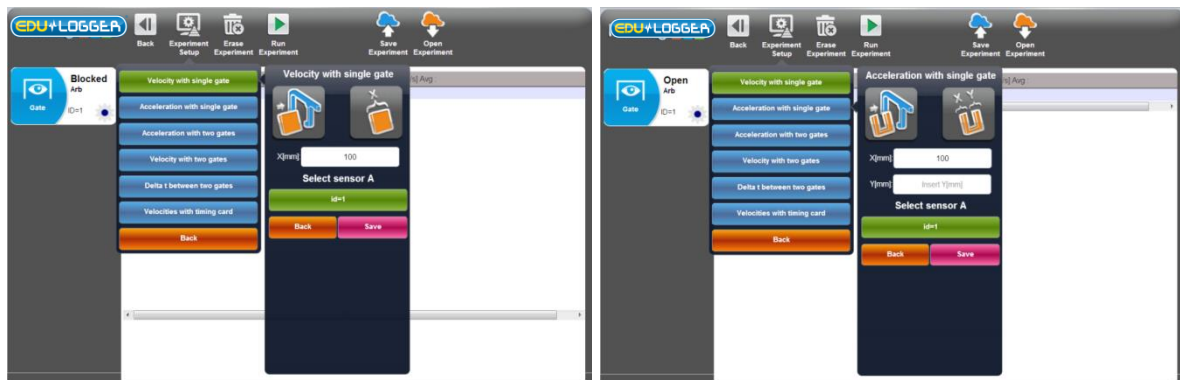 EDU LOGGER
Back
Experiment Setup
Erase Experiment
Run Experiment
Save Experiment
Open Experiment
Gate
Blocked
Arb
ID=1
Velocity with single gate
Acceleration with single gate
Acceleration with two gates
Velocity with two gates
Delta t between two gates
Velocities with timing card
Back
/s] Avg
Velocity with single gate
X
X[mm]: 100
Select sensor A
id=1
Back Save
EDU LOGGER
Back
Experiment Setup
Erase Experiment
Run Experiment
Save Experiment
Open Experiment
Gate
Open
Arb
ID=1
Velocity with single gate
Acceleration with single gate
Acceleration with two gates
Velocity with two gates
Delta t between two gates
Velocities with timing card
Back
/s] Avg
Acceleration with single gate
X Y
X[mm]: 100
Y[mm]: Insert Y[mm]
Select sensor A
id=1
Back Save